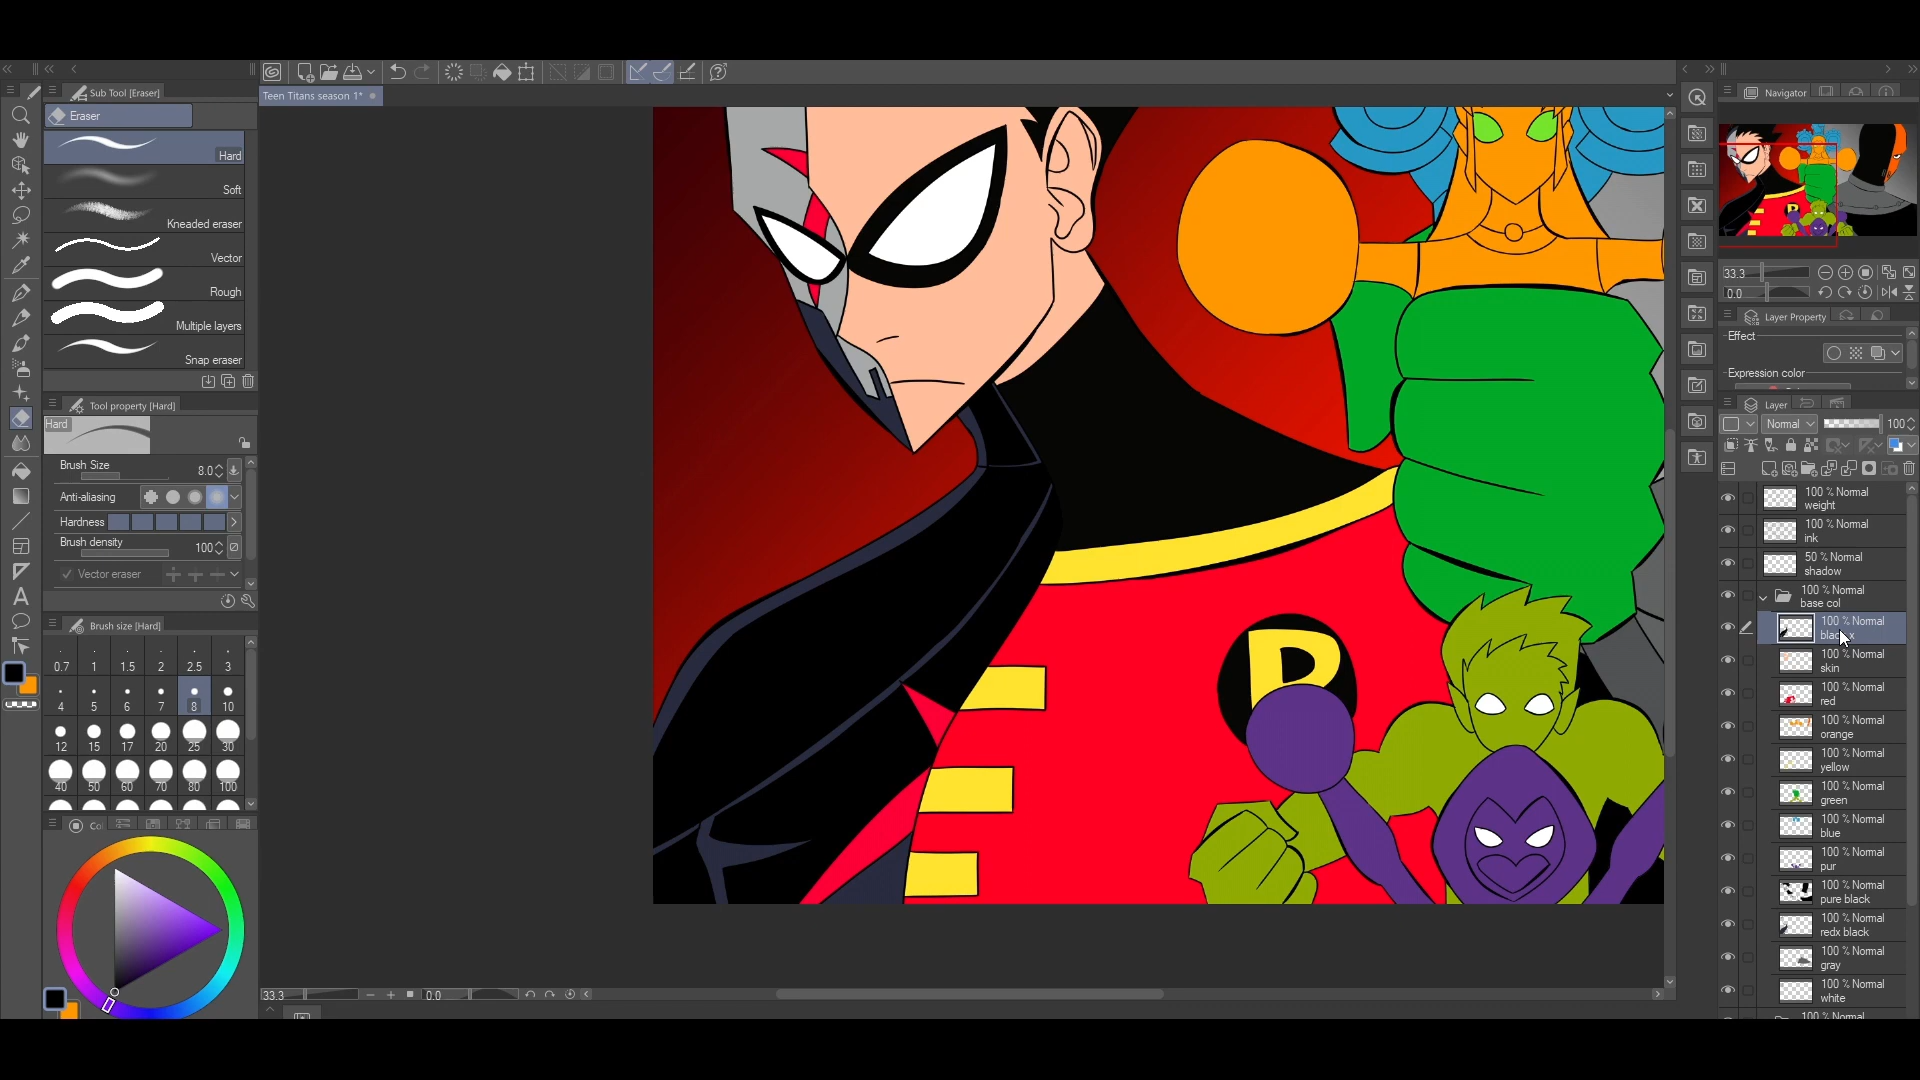 Sub Tool [Eraser]
Eraser
Hard
Soft
Kneaded eraser
Vector
Rough
Multiple layers
Snap eraser
Tool property [Hard]
Hard
Brush Size 8.0
Anti-aliasing
Hardness
Brush density 100
Vector eraser
Brush size [Hard]
0.7 1 1.5 2 2.5 3
4 5 6 7 8 10
12 15 17 20 25 30
40 50 60 70 80 100
Teen Titans season 1*
R
33.3 0.0
Navigator
33.3
0.0
Layer Property
Effect
Expression color
Layer
Normal 100
100 % Normal
weight
100 % Normal
ink
50 % Normal
shadow
100 % Normal
base col
100 % Normal
100 % Normal
skin
100 % Normal
red
100 % Normal
orange
100 % Normal
yellow
100 % Normal
green
100 % Normal
blue
100 % Normal
pur
100 % Normal
pure black
100 % Normal
redx black
100 % Normal
gray
100 % Normal
white
100 % Normal